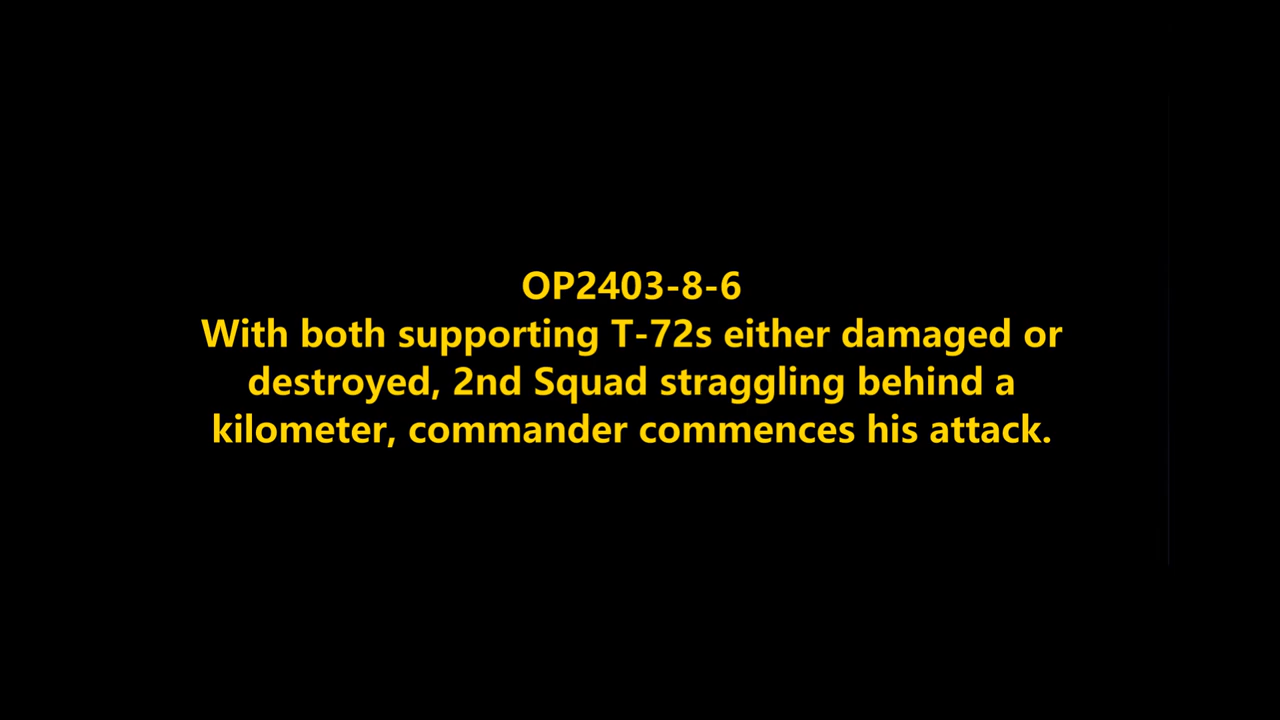 OP2403-8-6
With both supporting T-72s either damaged or
destroyed, 2nd Squad straggling behind a
kilometer, commander commences his attack.